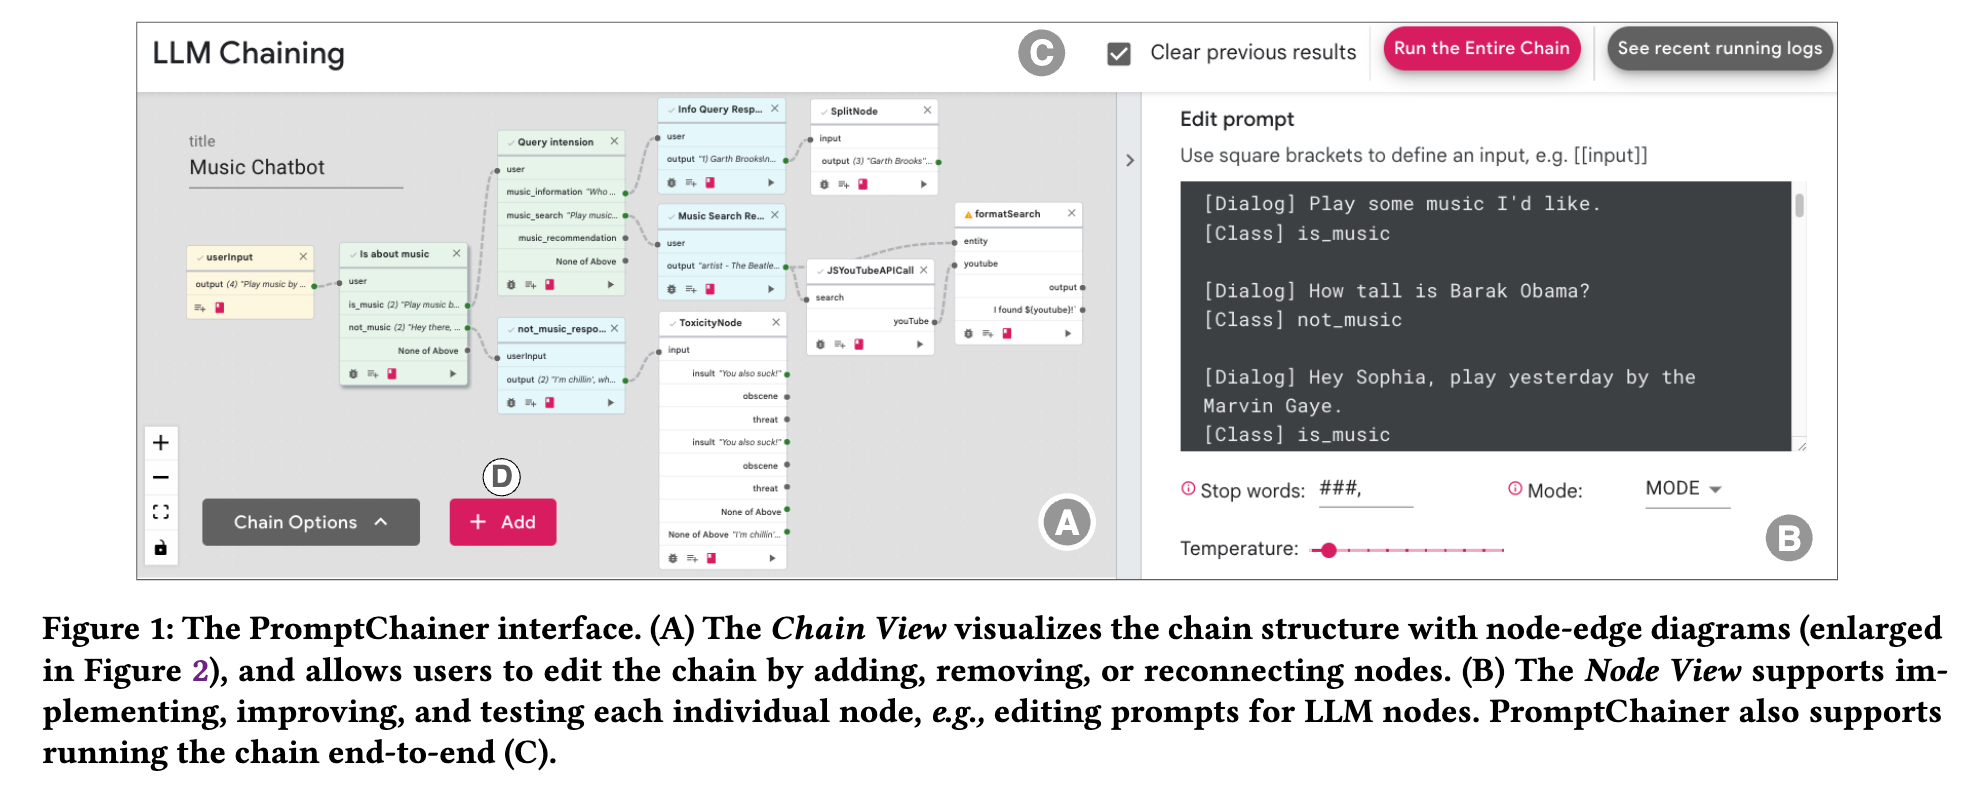 LLM Chaining
C
Clear previous results
Run the Entire Chain
See recent running logs
title
Music Chatbot
userInput
output (4) "Play music by ...
Is about music
user
is_music (2) "Play music b...
not_music (2) "Hey there, ...
None of Above
Query intension
user
music_information "Who ...
music_search "Play music...
music_recommendation
None of Above
not_music_respo...
userInput
output (2) "I'm chillin', wh...
Info Query Resp...
user
output "1) Garth BrooksIn...
Music Search Re...
user
output "artist - The Beatle...
ToxicityNode
input
insult "You also suck!"
obscene
threat
insult "You also suck!"
obscene
threat
None of Above
None of Above "I'm chillin'...
SplitNode
input
output (3) "Garth Brooks"...
JSYouTubeAPICall
search
youTube
formatSearch
entity
youtube
output
I found ${youtube}!`
Chain Options
D
+ Add
A
Edit prompt
Use square brackets to define an input, e.g. [[input]]
[Dialog] Play some music I'd like.
[Class] is_music
[Dialog] How tall is Barak Obama?
[Class] not_music
[Dialog] Hey Sophia, play yesterday by the
Marvin Gaye.
[Class] is_music
Stop words: ###,
Mode: MODE
Temperature:
B
Figure 1: The PromptChainer interface. (A) The Chain View visualizes the chain structure with node-edge diagrams (enlarged
in Figure 2), and allows users to edit the chain by adding, removing, or reconnecting nodes. (B) The Node View supports im-
plementing, improving, and testing each individual node, e.g., editing prompts for LLM nodes. PromptChainer also supports
running the chain end-to-end (C).